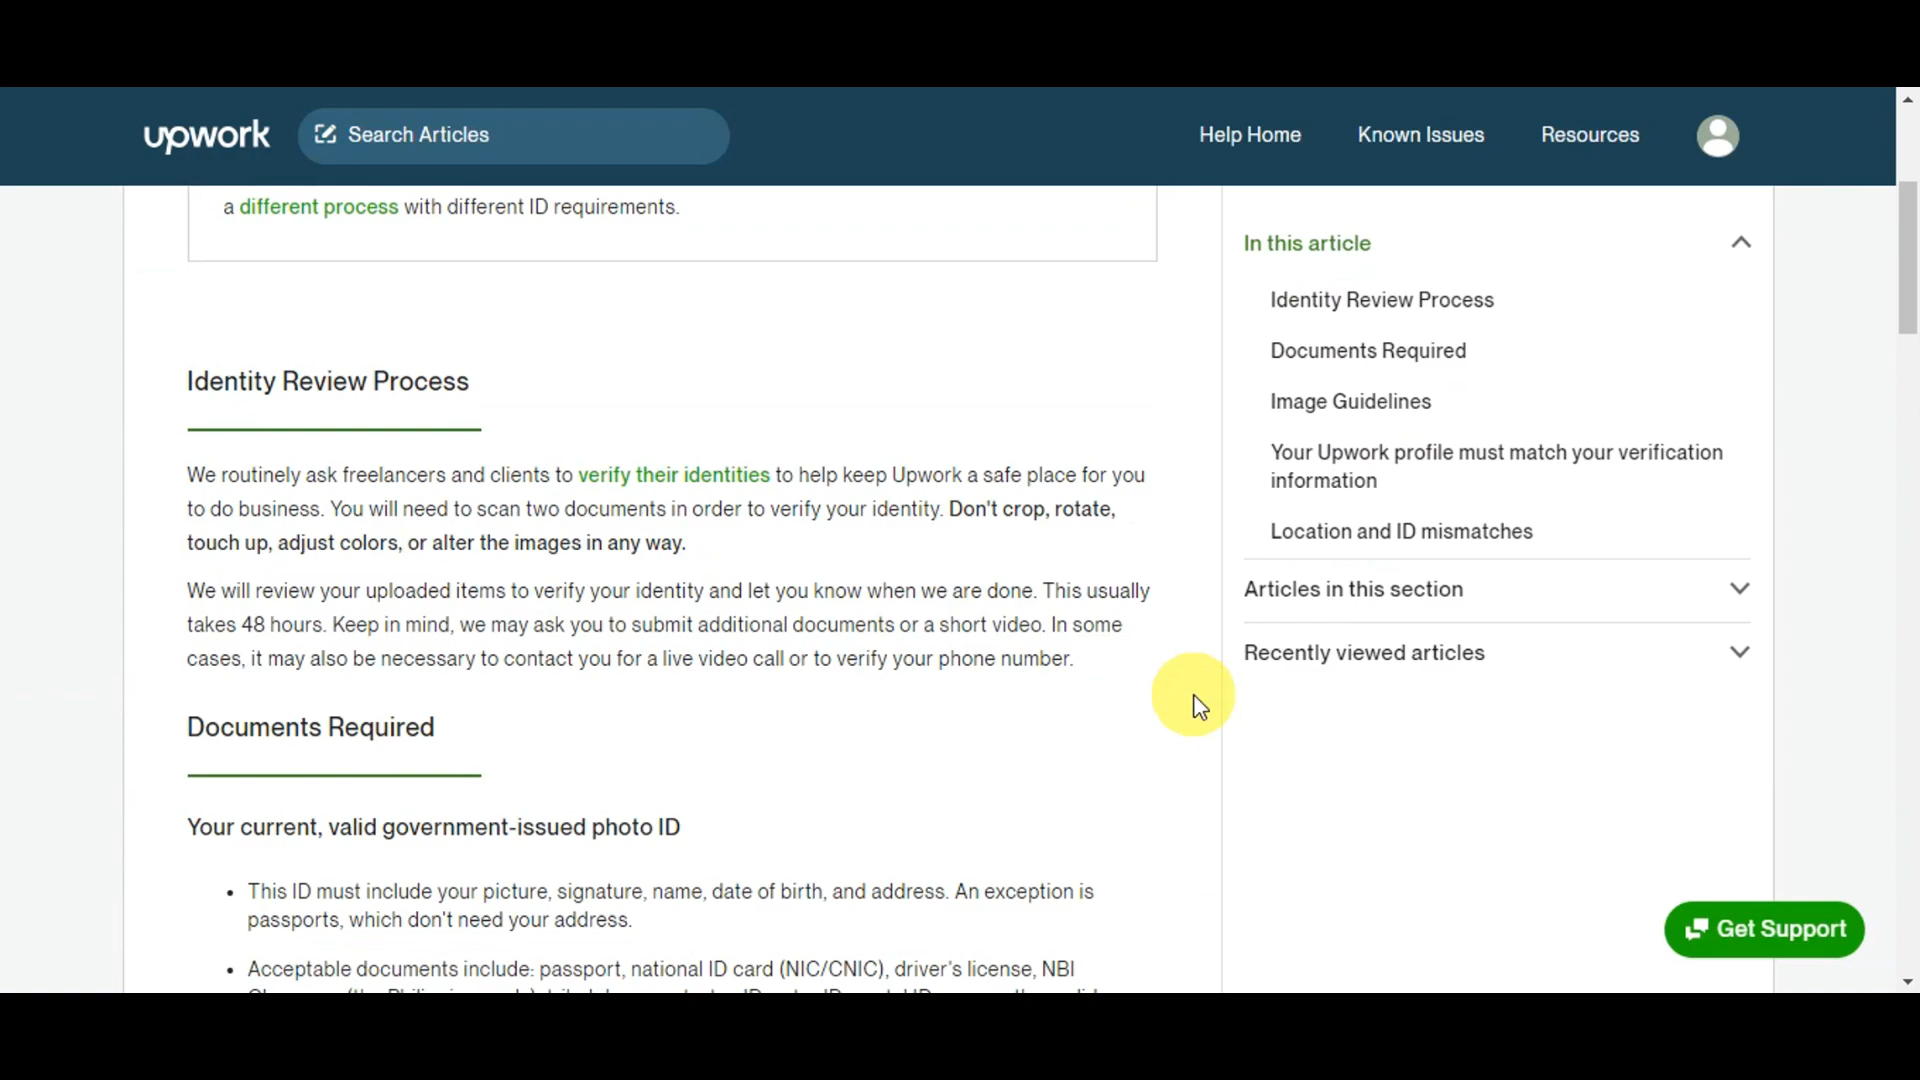 upwork
Search Articles
Help Home
Known Issues
Resources
a different process with different ID requirements.
Identity Review Process
We routinely ask freelancers and clients to verify their identities to help keep Upwork a safe place for you
to do business. You will need to scan two documents in order to verify your identity. Don't crop, rotate,
touch up, adjust colors, or alter the images in any way.
We will review your uploaded items to verify your identity and let you know when we are done. This usually
takes 48 hours. Keep in mind, we may ask you to submit additional documents or a short video. In some
cases, it may also be necessary to contact you for a live video call or to verify your phone number.
Documents Required
Your current, valid government-issued photo ID
• This ID must include your picture, signature, name, date of birth, and address. An exception is
passports, which don't need your address.
• Acceptable documents include: passport, national ID card (NIC/CNIC), driver's license, NBI
In this article
Identity Review Process
Documents Required
Image Guidelines
Your Upwork profile must match your verification
information
Location and ID mismatches
Articles in this section
Recently viewed articles
Get Support